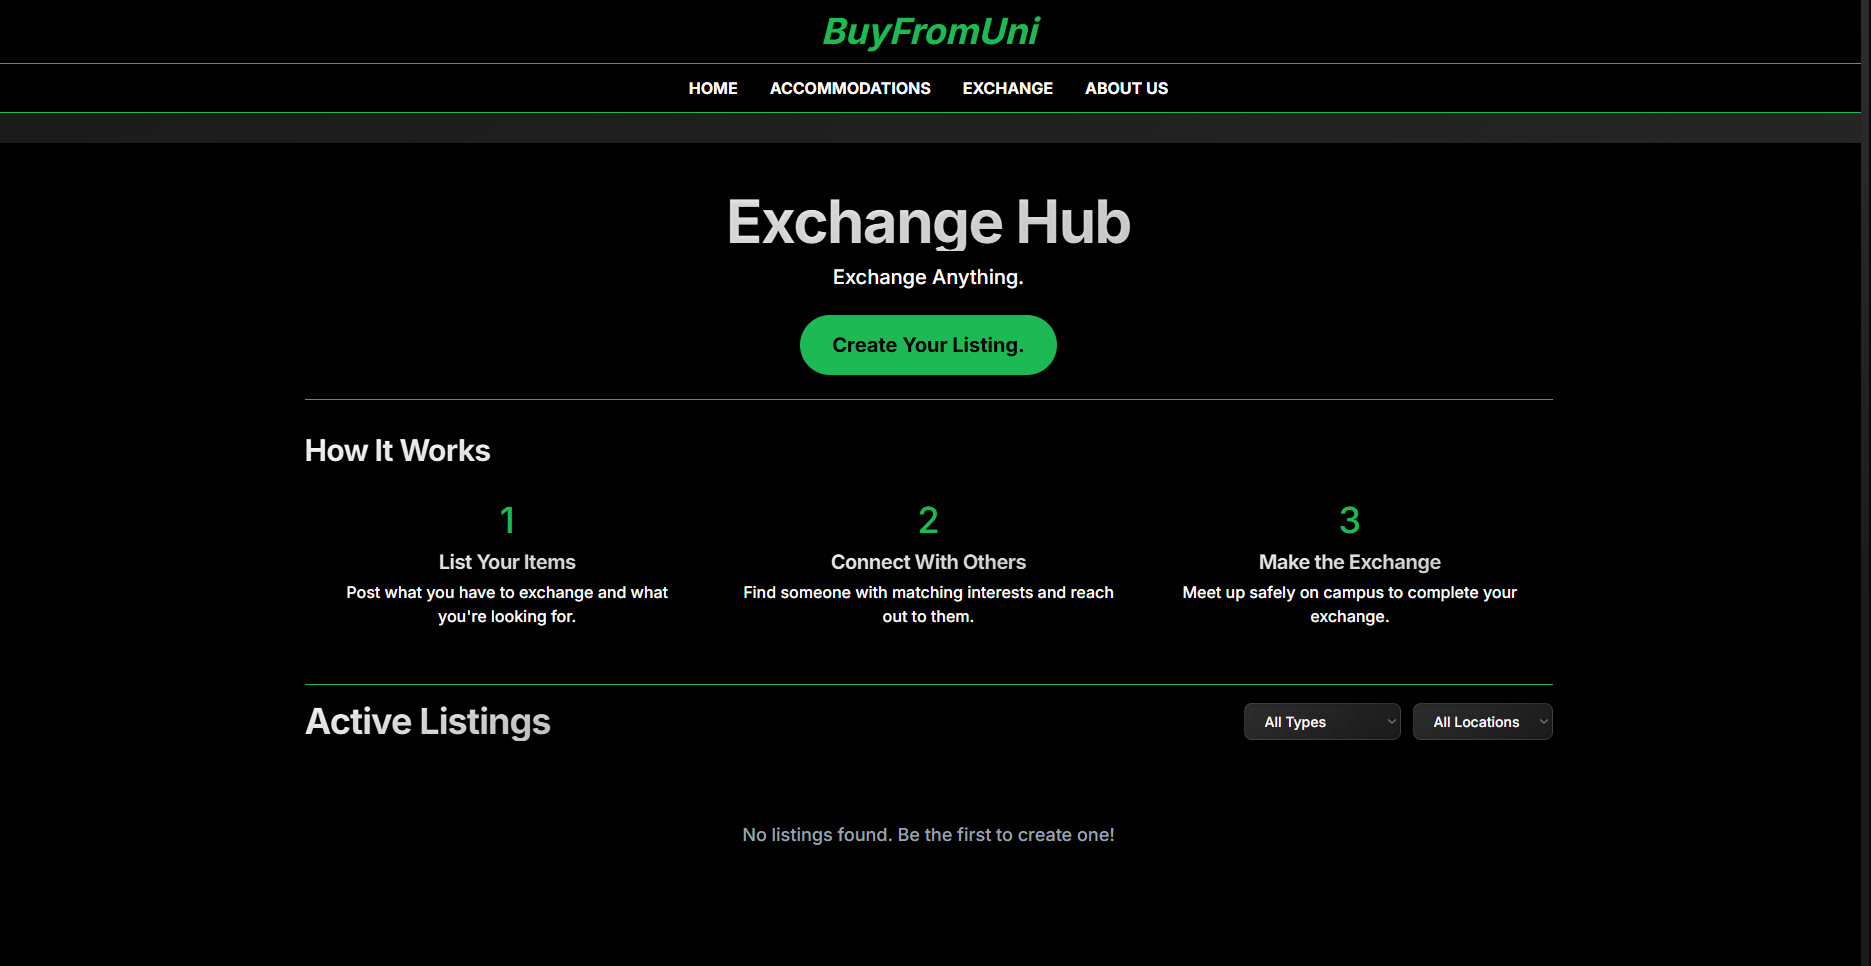 BuyFromUni
HOME ACCOMMODATIONS EXCHANGE ABOUT US
Exchange Hub
Exchange Anything.
Create Your Listing.
How It Works
1
List Your Items
Post what you have to exchange and what
you're looking for.
2
Connect With Others
Find someone with matching interests and reach
out to them.
3
Make the Exchange
Meet up safely on campus to complete your
exchange.
Active Listings
All Types
All Locations
No listings found. Be the first to create one!